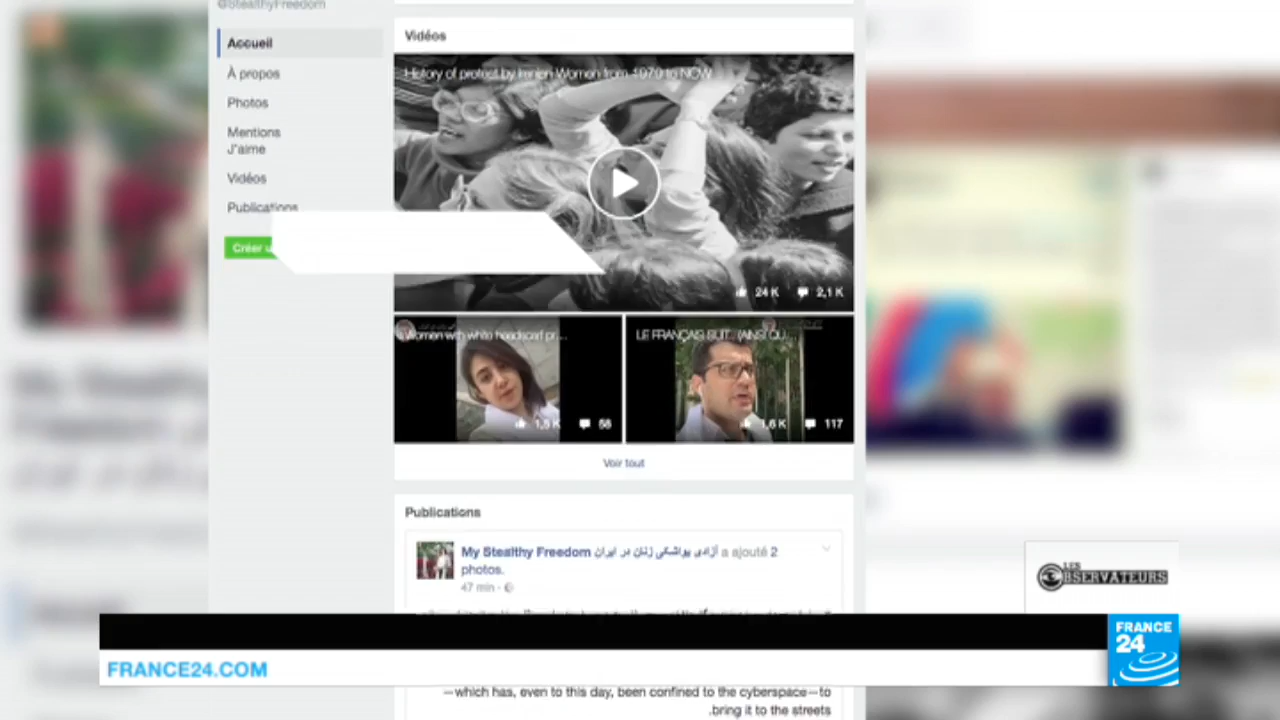 @StealthyFreedom
Accueil
À propos
Photos
Mentions
J'aime
Vidéos
Publications
Créer u
Vidéos
History of protest by Iranian Women from 1979 to NOW
24 K
2,1 K
Women with white headscarf pr...
1,5 K
58
LE FRANÇAIS SUIT. (AINSI QU...
1,6 K
117
Voir tout
Publications
My Stealthy Freedom آزادی یواشکی زنان در ایران a ajouté 2
photos.
47 min
LES
OBSERVATEURS
FRANCE
24
FRANCE24.COM
—which has, even to this day, been confined to the cyberspace—to
.bring it to the streets